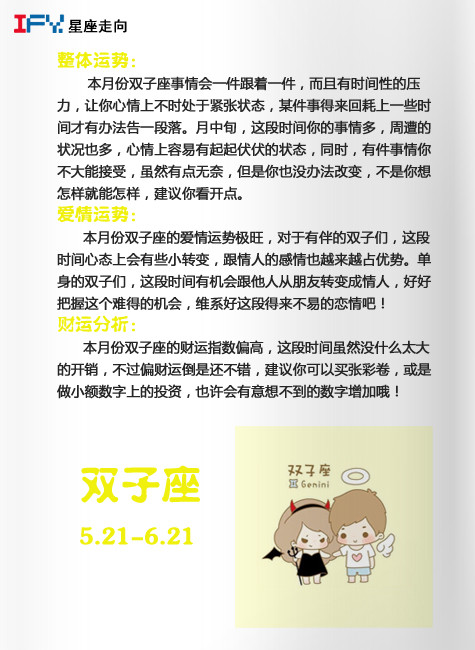 IFY. 星座走向
整体运势：
本月份双子座事情会一件跟着一件，而且有时间性的压
力，让你心情上不时处于紧张状态，某件事得来回耗上一些时
间才有办法告一段落。月中旬，这段时间你的事情多，周遭的
状况也多，心情上容易有起起伏伏的状态，同时，有件事情你
不大能接受，虽然有点无奈，但是你也没办法改变，不是你想
怎样就能怎样，建议你看开点。
爱情运势：
本月份双子座的爱情运势极旺，对于有伴的双子们，这段
时间心态上会有些小转变，跟情人的感情也越来越占优势。单
身的双子们，这段时间有机会跟他人从朋友转变成情人，好好
把握这个难得的机会，维系好这段得来不易的恋情吧！
财运分折：
本月份双子座的财运指数偏高，这段时间虽然没什么太大
的开销，不过偏财运倒是还不错，建议你可以买张彩卷，或是
做小额数字上的投资，也许会有意想不到的数字增加哦！
双子座
5.21-6.21
双子座
Genini